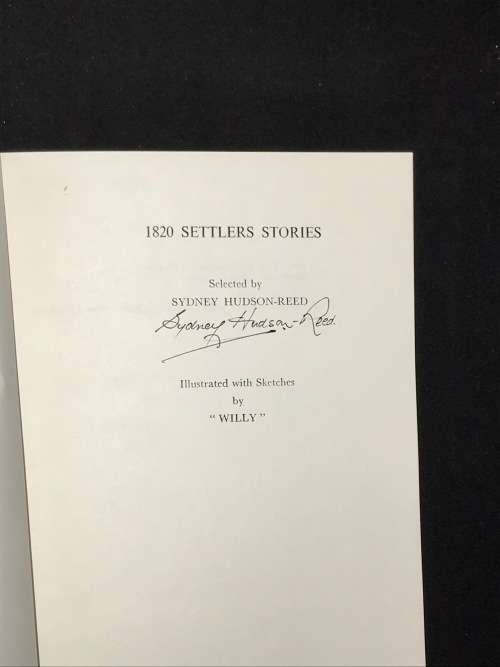 1820 SETTLERS STORIES
Selected by
SYDNEY HUDSON-REED
Sydney Hudson-Reed.
Illustrated with Sketches
by
“ WILLY ”